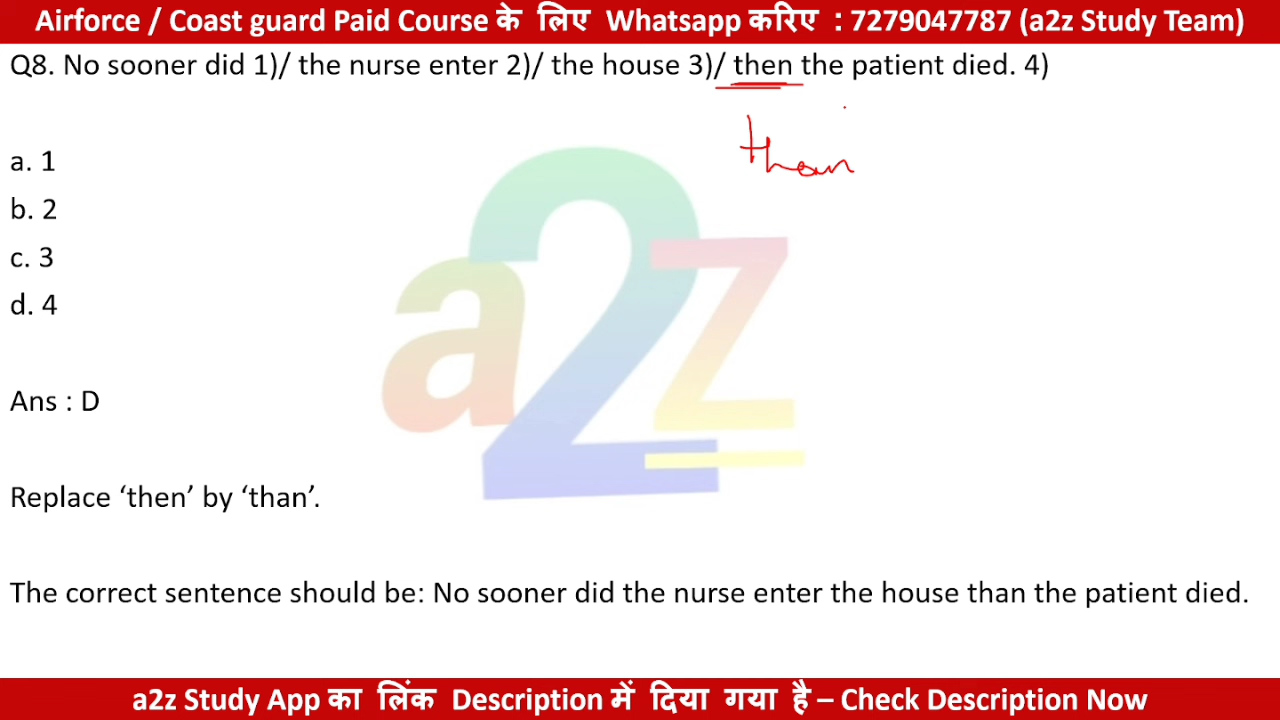 Airforce / Coast guard Paid Course के लिए Whatsapp करिए : 7279047787 (a2z Study Team)
Q8. No sooner did 1)/ the nurse enter 2)/ the house 3)/ then the patient died. 4)
than
a. 1
b. 2
c. 3
d. 4
a2z
Ans : D
Replace ‘then’ by ‘than’.
The correct sentence should be: No sooner did the nurse enter the house than the patient died.
a2z Study App का लिंक Description में दिया गया है – Check Description Now